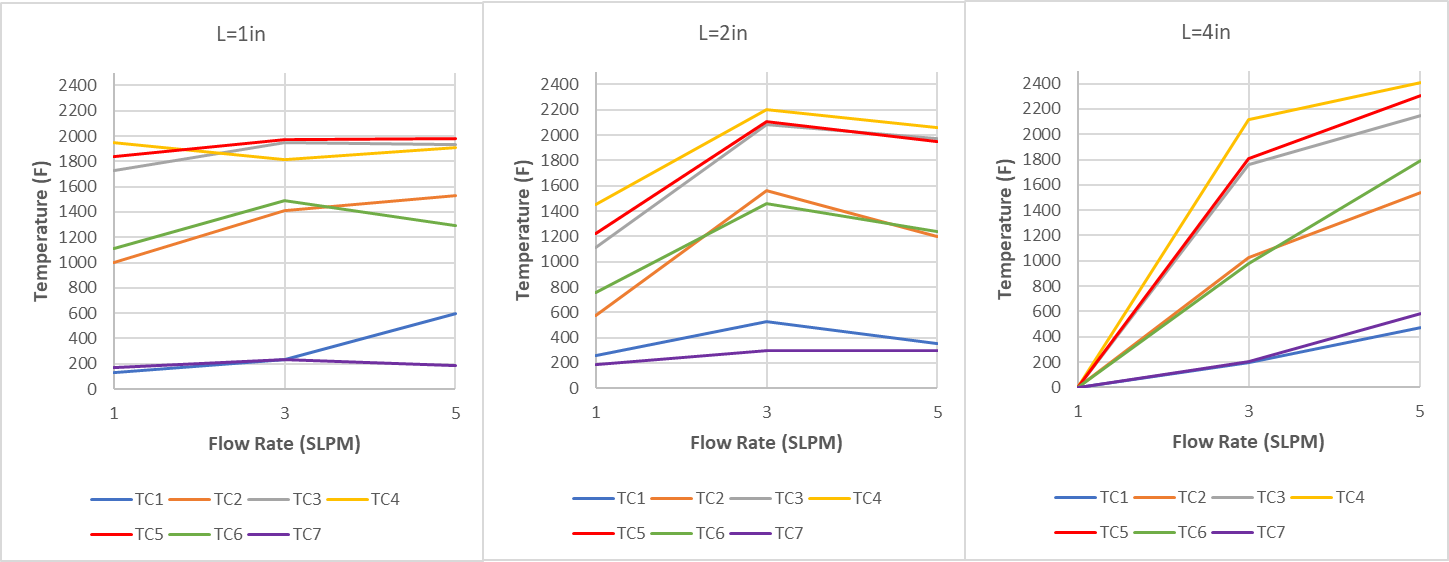 L=1in
Temperature (F)
2400
2200
2000
1800
1600
1400
1200
1000
800
600
400
200
0
1 3 5
Flow Rate (SLPM)
TC1 TC2 TC3 TC4
TC5 TC6 TC7
L=2in
Temperature (F)
2400
2200
2000
1800
1600
1400
1200
1000
800
600
400
200
0
1 3 5
Flow Rate (SLPM)
TC1 TC2 TC3 TC4
TC5 TC6 TC7
L=4in
Temperature (F)
2400
2200
2000
1800
1600
1400
1200
1000
800
600
400
200
0
1 3 5
Flow Rate (SLPM)
TC1 TC2 TC3 TC4
TC5 TC6 TC7